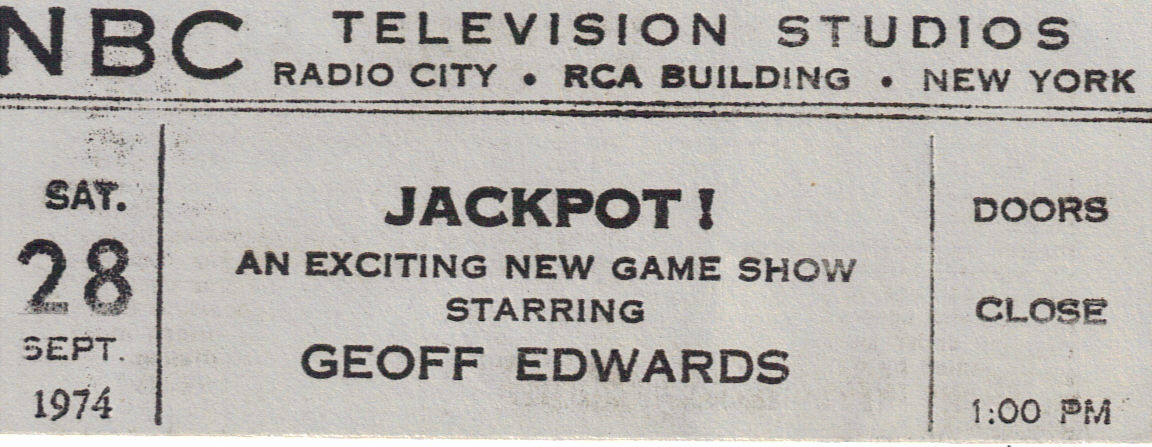 NBC TELEVISION STUDIOS
RADIO CITY • RCA BUILDING • NEW YORK
SAT.
28
SEPT.
1974
JACKPOT!
AN EXCITING NEW GAME SHOW
STARRING
GEOFF EDWARDS
DOORS
CLOSE
1:00 PM